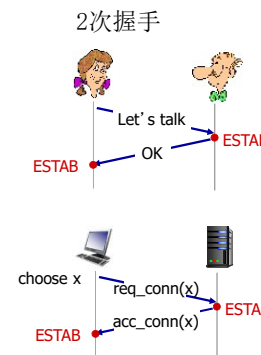 2次握手
Let’s talk
ESTAB
OK
ESTAB
choose x
req_conn(x)
ESTA
acc_conn(x)
ESTAB